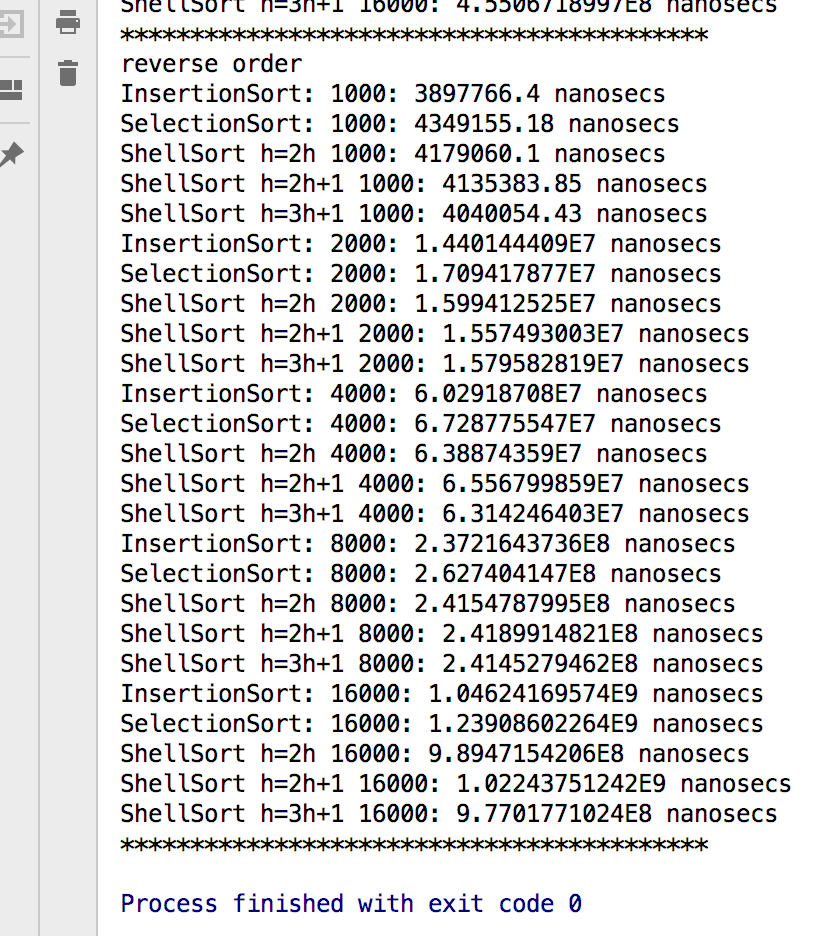 ShellSort h=3h+1 16000: 4.5506718997E8 nanosecs
******************************************
reverse order
InsertionSort: 1000: 3897766.4 nanosecs
SelectionSort: 1000: 4349155.18 nanosecs
ShellSort h=2h 1000: 4179060.1 nanosecs
ShellSort h=2h+1 1000: 4135383.85 nanosecs
ShellSort h=3h+1 1000: 4040054.43 nanosecs
InsertionSort: 2000: 1.440144409E7 nanosecs
SelectionSort: 2000: 1.709417877E7 nanosecs
ShellSort h=2h 2000: 1.599412525E7 nanosecs
ShellSort h=2h+1 2000: 1.557493003E7 nanosecs
ShellSort h=3h+1 2000: 1.579582819E7 nanosecs
InsertionSort: 4000: 6.02918708E7 nanosecs
SelectionSort: 4000: 6.728775547E7 nanosecs
ShellSort h=2h 4000: 6.38874359E7 nanosecs
ShellSort h=2h+1 4000: 6.556799859E7 nanosecs
ShellSort h=3h+1 4000: 6.314246403E7 nanosecs
InsertionSort: 8000: 2.3721643736E8 nanosecs
SelectionSort: 8000: 2.627404147E8 nanosecs
ShellSort h=2h 8000: 2.4154787995E8 nanosecs
ShellSort h=2h+1 8000: 2.4189914821E8 nanosecs
ShellSort h=3h+1 8000: 2.4145279462E8 nanosecs
InsertionSort: 16000: 1.04624169574E9 nanosecs
SelectionSort: 16000: 1.23908602264E9 nanosecs
ShellSort h=2h 16000: 9.8947154206E8 nanosecs
ShellSort h=2h+1 16000: 1.02243751242E9 nanosecs
ShellSort h=3h+1 16000: 9.7701771024E8 nanosecs
******************************************
Process finished with exit code 0